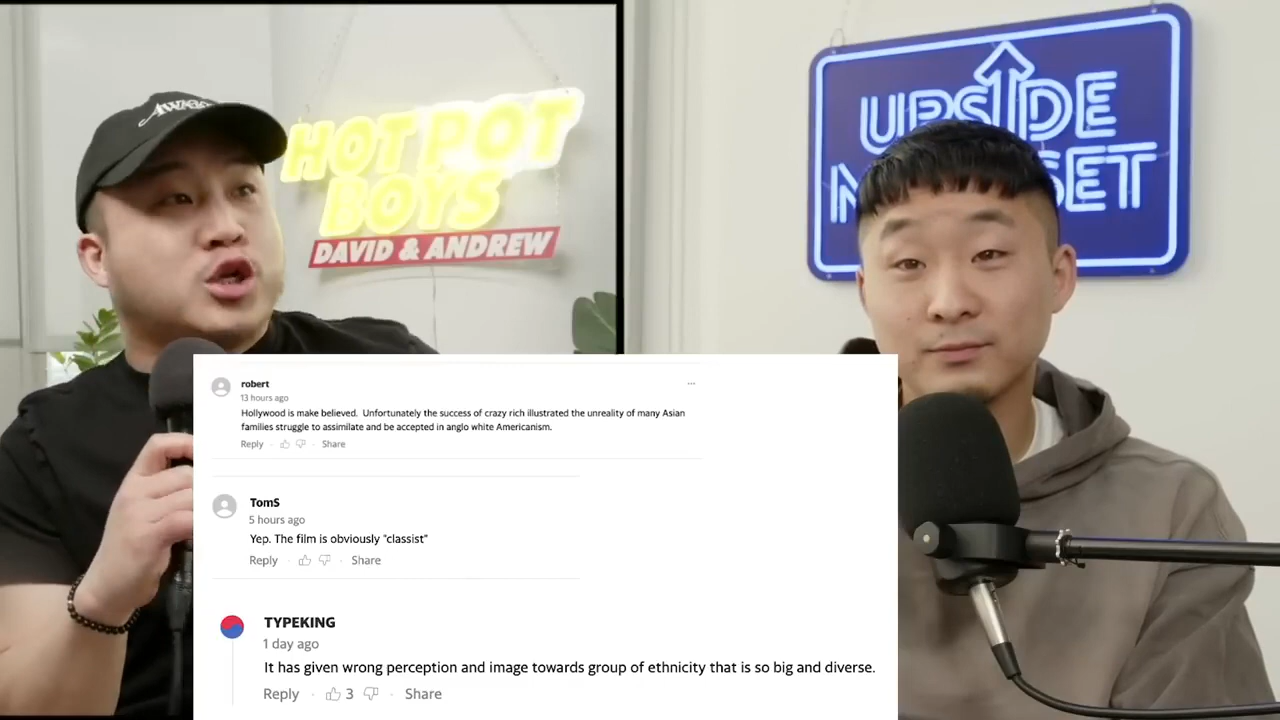 HOT POT
BOYS
DAVID & ANDREW
UPSIDE
robert
13 hours ago
Hollywood is make believed. Unfortunately the success of crazy rich illustrated the unreality of many Asian
families struggle to assimilate and be accepted in anglo white Americanism.
Reply Share
TomS
5 hours ago
Yep. The film is obviously "classist"
Reply Share
TYPEKING
1 day ago
It has given wrong perception and image towards group of ethnicity that is so big and diverse.
Reply 3 Share